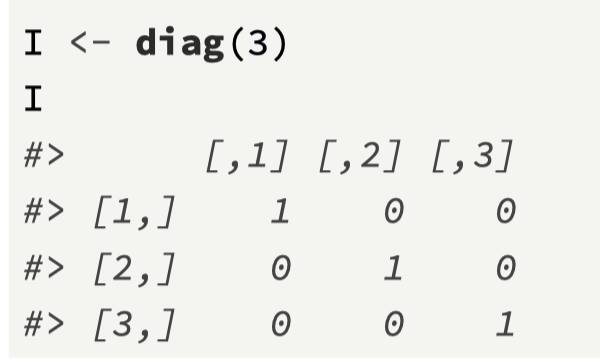 I <- diag(3)
I
#>      [,1] [,2] [,3]
#> [1,]    1    0    0
#> [2,]    0    1    0
#> [3,]    0    0    1